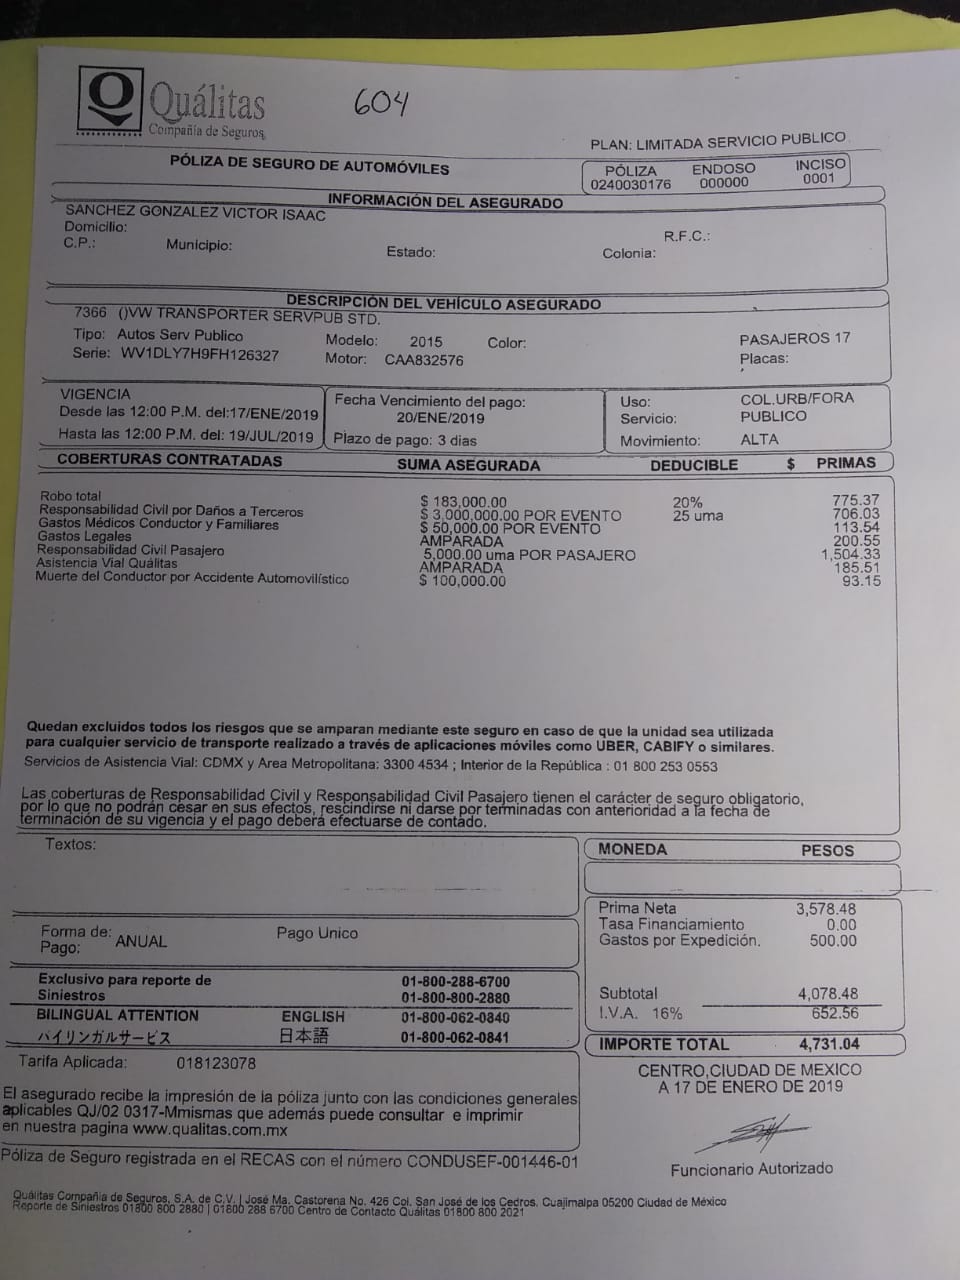 Quálitas
Compañía de Seguros
604
PLAN: LIMITADA SERVICIO PUBLICO
PÓLIZA DE SEGURO DE AUTOMÓVILES
PÓLIZA ENDOSO INCISO
0240030176 000000 0001
INFORMACIÓN DEL ASEGURADO
SANCHEZ GONZALEZ VICTOR ISAAC
Domicilio: R.F.C.:
C.P.: Municipio: Estado: Colonia:
DESCRIPCIÓN DEL VEHÍCULO ASEGURADO
7366 ()VW TRANSPORTER SERVPUB STD.
Tipo: Autos Serv Publico Modelo: 2015 Color: PASAJEROS 17
Serie: WV1DLY7H9FH126327 Motor: CAA832576 Placas:
VIGENCIA
Desde las 12:00 P.M. del:17/ENE/2019
Hasta las 12:00 P.M. del: 19/JUL/2019
Fecha Vencimiento del pago:
20/ENE/2019
Plazo de pago: 3 dias
Uso: COL.URB/FORA
Servicio: PUBLICO
Movimiento: ALTA
COBERTURAS CONTRATADAS SUMA ASEGURADA DEDUCIBLE $ PRIMAS
Robo total $ 183,000.00 20% 775.37
Responsabilidad Civil por Daños a Terceros $ 3,000,000.00 POR EVENTO 25 uma 706.03
Gastos Médicos Conductor y Familiares $ 50,000.00 POR EVENTO 113.54
Gastos Legales AMPARADA 200.55
Responsabilidad Civil Pasajero 5,000.00 uma POR PASAJERO 1,504.33
Asistencia Vial Quálitas AMPARADA 185.51
Muerte del Conductor por Accidente Automovilístico $ 100,000.00 93.15
Quedan excluidos todos los riesgos que se amparan mediante este seguro en caso de que la unidad sea utilizada
para cualquier servicio de transporte realizado a través de aplicaciones móviles como UBER, CABIFY o similares.
Servicios de Asistencia Vial: CDMX y Area Metropolitana: 3300 4534 ; Interior de la República : 01 800 253 0553
Las coberturas de Responsabilidad Civil y Responsabilidad Civil Pasajero tienen el carácter de seguro obligatorio,
por lo que no podrán cesar en sus efectos, rescindirse ni darse por terminadas con anterioridad a la fecha de
terminación de su vigencia y el pago deberá efectuarse de contado.
Textos:
MONEDA PESOS
Prima Neta 3,578.48
Tasa Financiamiento 0.00
Gastos por Expedición. 500.00
Subtotal 4,078.48
I.V.A. 16% 652.56
IMPORTE TOTAL 4,731.04
Forma de: ANUAL Pago Unico
Pago:
Exclusivo para reporte de 01-800-288-6700
Siniestros 01-800-800-2880
BILINGUAL ATTENTION ENGLISH 01-800-062-0840
バイリンガルサービス 日本語 01-800-062-0841
Tarifa Aplicada: 018123078
CENTRO,CIUDAD DE MEXICO
A 17 DE ENERO DE 2019
El asegurado recibe la impresión de la póliza junto con las condiciones generales
aplicables QJ/02 0317-Mmismas que además puede consultar e imprimir
en nuestra pagina www.qualitas.com.mx
Póliza de Seguro registrada en el RECAS con el número CONDUSEF-001446-01
Funcionario Autorizado
Quálitas Compañía de Seguros, S.A. de C.V. | José Ma. Castorena No. 426 Col. San José de los Cedros. Cuajimalpa 05200 Ciudad de México
Reporte de Siniestros 01800 800 2880 | 01800 288 6700 Centro de Contacto Quálitas 01800 800 2021